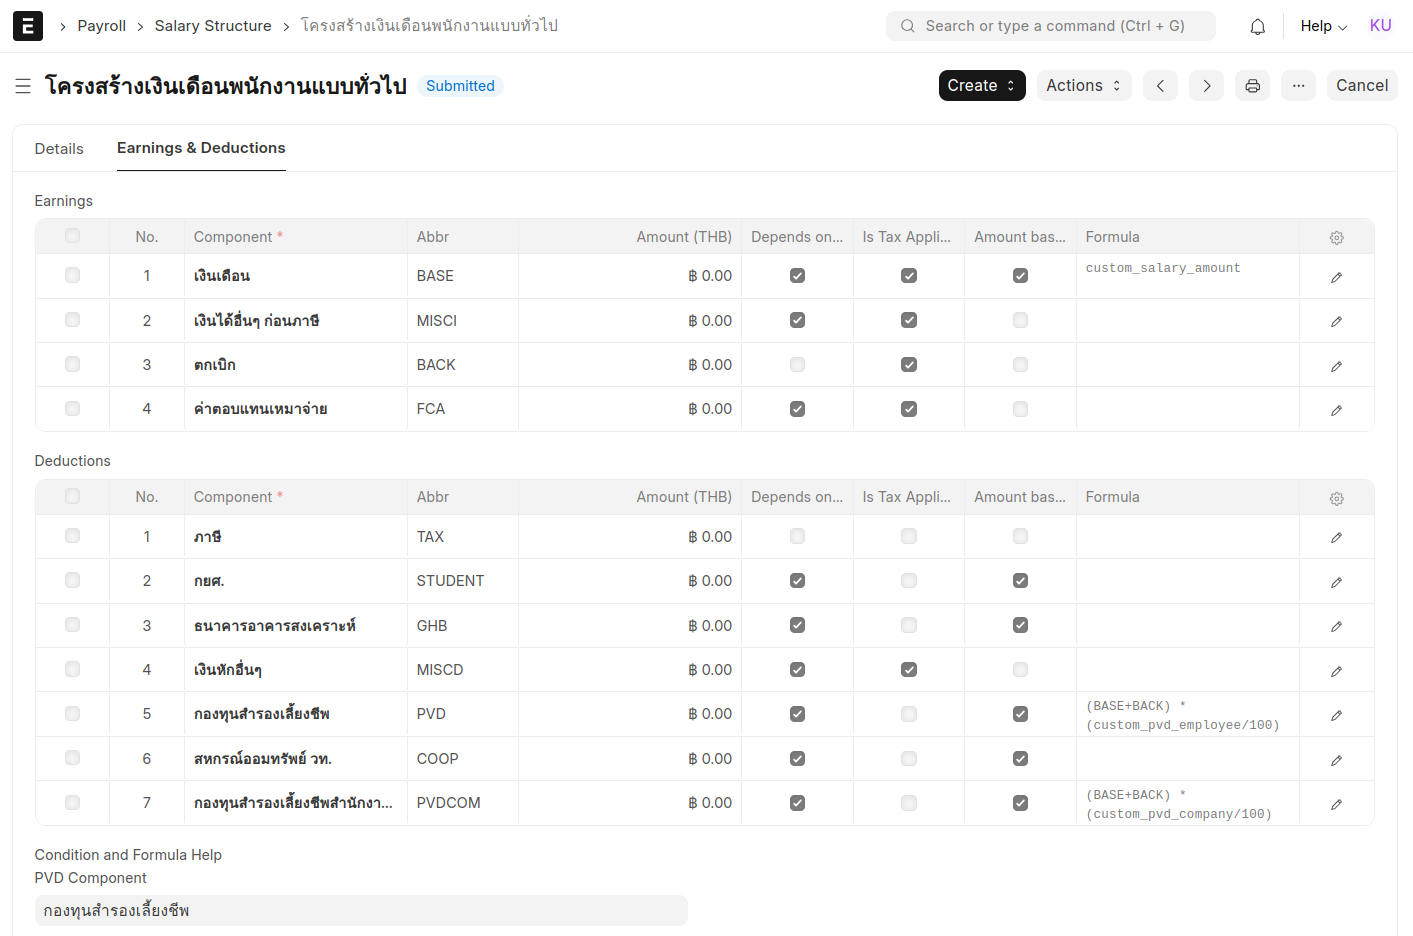 E > Payroll > Salary Structure > โครงสร้างเงินเดือนพนักงานแบบทั่วไป Search or type a command (Ctrl + G) Help KU
โครงสร้างเงินเดือนพนักงานแบบทั่วไป Submitted Create Actions < > ... Cancel
Details Earnings & Deductions
Earnings
No. Component * Abbr Amount (THB) Depends on... Is Tax Appli... Amount bas... Formula
1 เงินเดือน BASE ฿ 0.00 custom_salary_amount
2 เงินได้อื่นๆ ก่อนภาษี MISCI ฿ 0.00
3 ตกเบิก BACK ฿ 0.00
4 ค่าตอบแทนเหมาจ่าย FCA ฿ 0.00
Deductions
No. Component * Abbr Amount (THB) Depends on... Is Tax Appli... Amount bas... Formula
1 ภาษี TAX ฿ 0.00
2 กยศ. STUDENT ฿ 0.00
3 ธนาคารอาคารสงเคราะห์ GHB ฿ 0.00
4 เงินหักอื่นๆ MISCD ฿ 0.00
5 กองทุนสำรองเลี้ยงชีพ PVD ฿ 0.00 (BASE+BACK) *
(custom_pvd_employee/100)
6 สหกรณ์ออมทรัพย์ วท. COOP ฿ 0.00
7 กองทุนสำรองเลี้ยงชีพสำนักงา... PVDCOM ฿ 0.00 (BASE+BACK) *
(custom_pvd_company/100)
Condition and Formula Help
PVD Component
กองทุนสำรองเลี้ยงชีพ